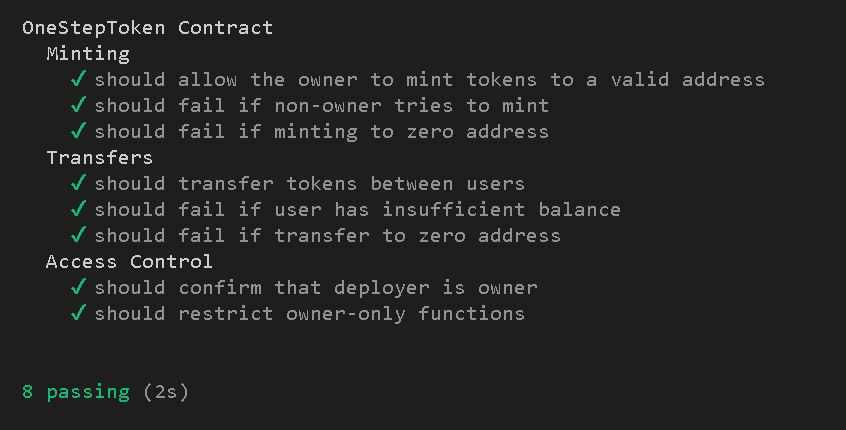 OneStepToken Contract
Minting
✓ should allow the owner to mint tokens to a valid address
✓ should fail if non-owner tries to mint
✓ should fail if minting to zero address
Transfers
✓ should transfer tokens between users
✓ should fail if user has insufficient balance
✓ should fail if transfer to zero address
Access Control
✓ should confirm that deployer is owner
✓ should restrict owner-only functions
8 passing (2s)